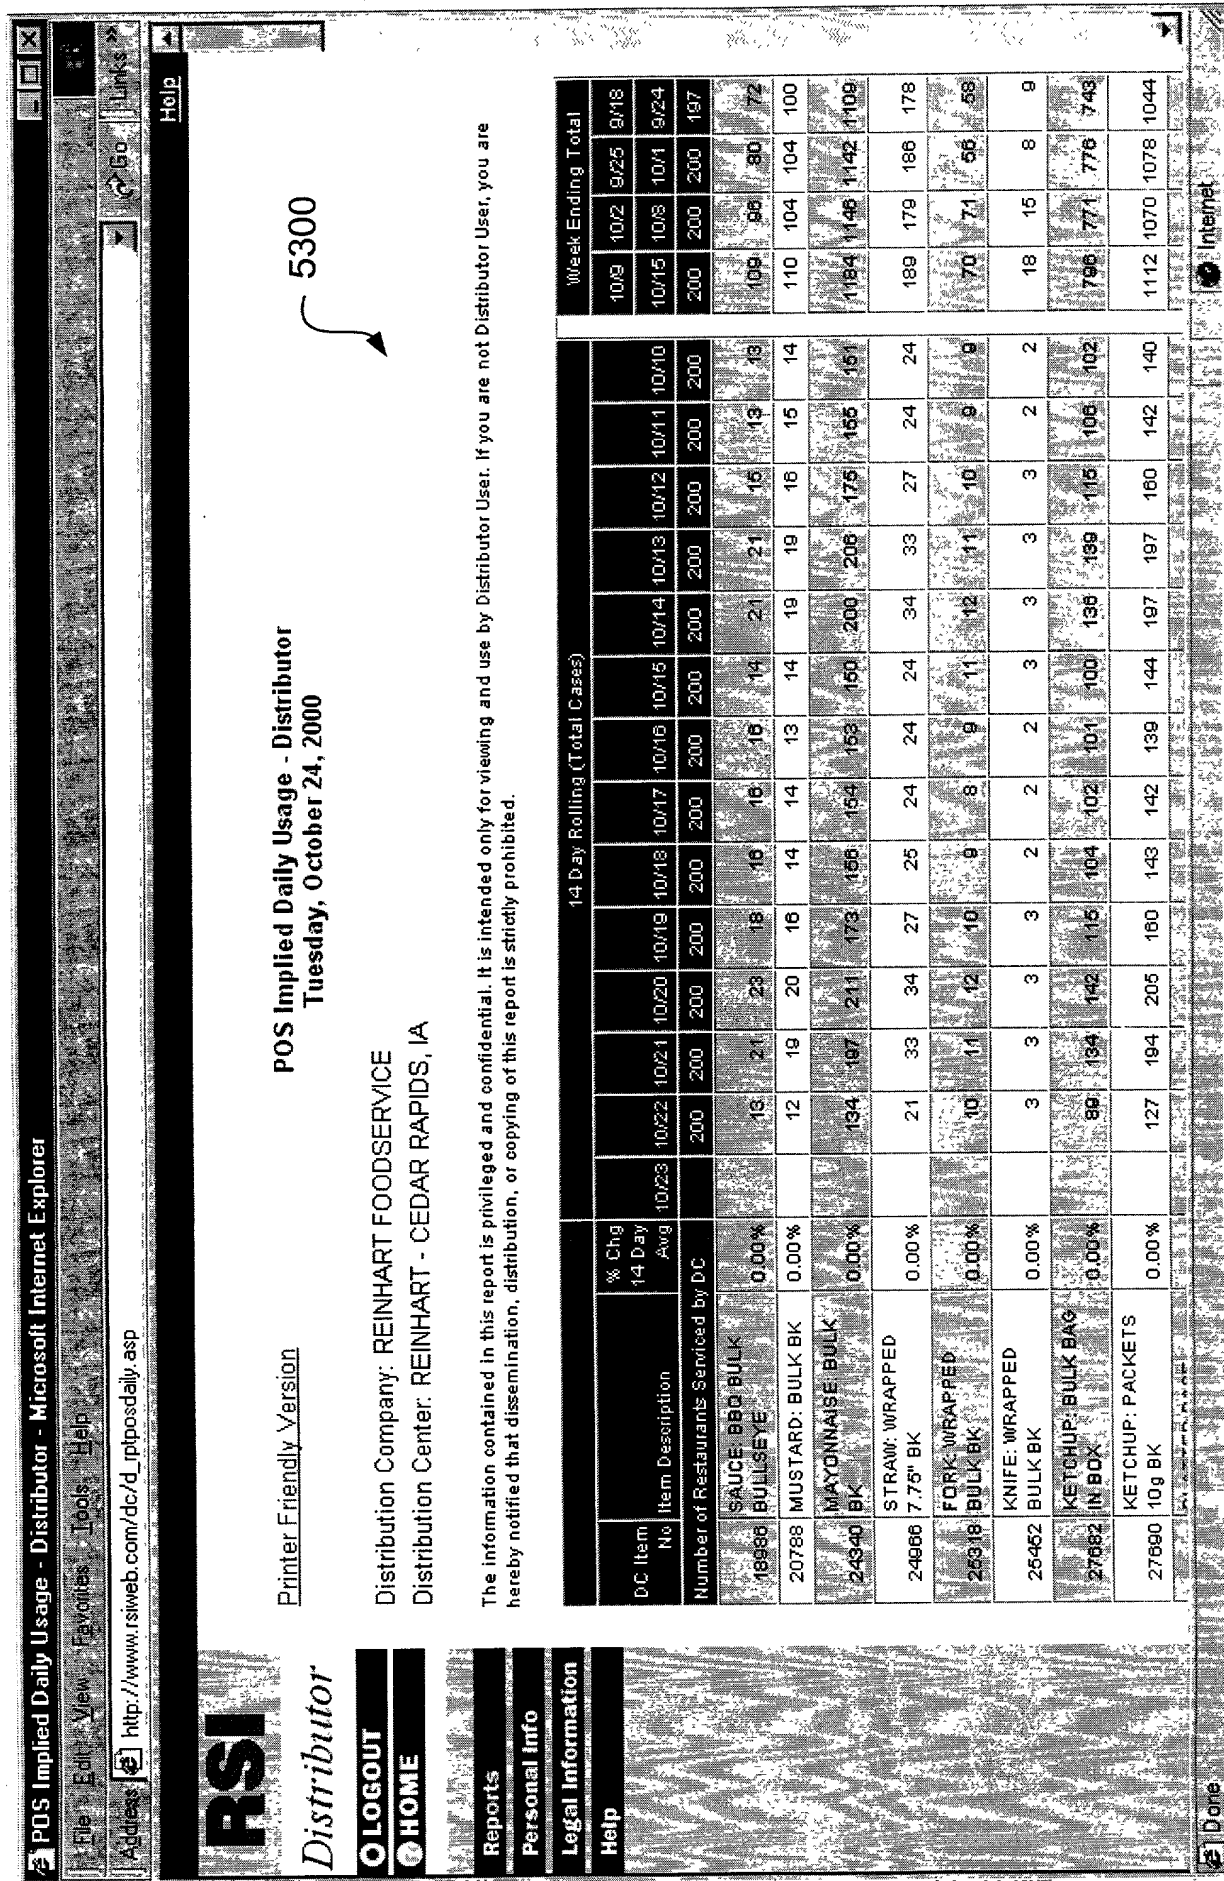 POS Implied Daily Usage - Distributor - Microsoft Internet Explorer
File Edit View Favorites Tools Help
Address http://www.rsiweb.com/dc/d_rptposdaily.asp Go Links »
Help
RSI
Distributor
LOGOUT
HOME
Reports
Personal Info
Legal Information
Help
Printer Friendly Version
POS Implied Daily Usage - Distributor
Tuesday, October 24, 2000
5300
Distribution Company: REINHART FOODSERVICE
Distribution Center: REINHART - CEDAR RAPIDS, IA
The information contained in this report is privileged and confidential. It is intended only for viewing and use by Distributor User. If you are not Distributor User, you are
hereby notified that dissemination, distribution, or copying of this report is strictly prohibited.
14 Day Rolling (Total Cases) Week Ending Total
% Chg 10/9 10/2 9/25 9/18
DC Item 14 Day
No Item Description Avg 10/23 10/22 10/21 10/20 10/19 10/18 10/17 10/16 10/15 10/14 10/13 10/12 10/11 10/10 10/15 10/8 10/1 9/24
Number of Restaurants Serviced by DC 200 200 200 200 200 200 200 200 200 200 200 200 200 200 200 200 197
SAUCE BBQ BULK
18986 BULLSEYE 0.00% 13 21 23 18 16 16 16 14 21 21 15 13 13 109 96 80 72
20788 MUSTARD: BULK BK 0.00% 12 19 20 16 14 14 13 14 19 19 16 15 14 110 104 104 100
MAYONNAISE: BULK
24340 BK 0.00% 134 197 211 173 156 154 153 150 200 206 175 155 151 1184 1146 1142 1109
STRAW: WRAPPED
24966 7.75" BK 0.00% 21 33 34 27 25 24 24 24 34 33 27 24 24 189 179 186 178
FORK: WRAPPED
25318 BULK BK 0.00% 10 11 12 10 9 8 9 11 12 11 10 9 9 70 71 56 58
KNIFE: WRAPPED
25452 BULK BK 0.00% 3 3 3 3 2 2 2 3 3 3 3 2 2 18 15 8 9
KETCHUP: BULK BAG
27682 IN BOX 0.00% 89 134 142 115 104 102 101 100 136 139 115 106 102 796 771 776 743
KETCHUP: PACKETS
27690 10g BK 0.00% 127 194 205 160 143 142 139 144 197 197 160 142 140 1112 1070 1078 1044
Done Internet